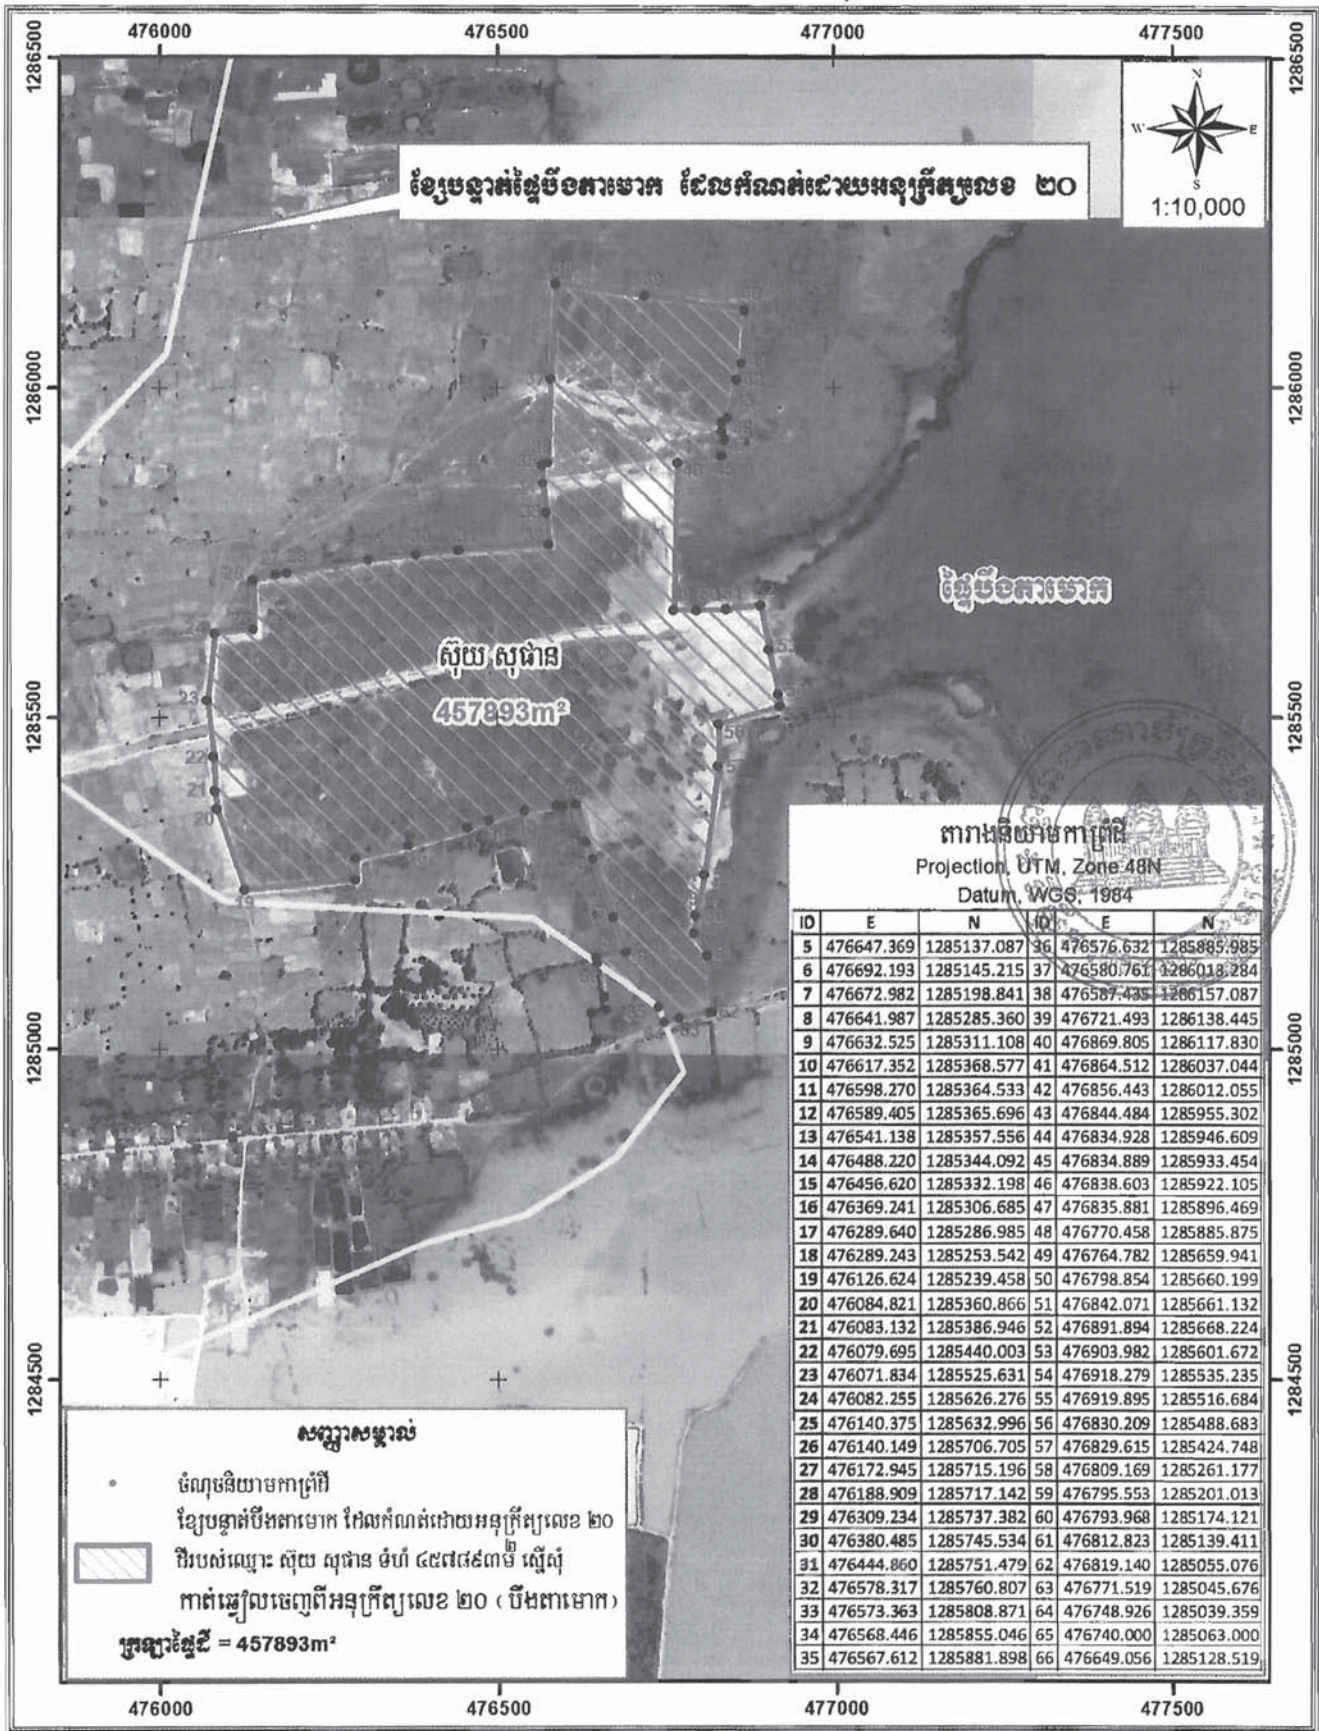 476000 476500 477000 477500
1286500 1286500
N
W E
S
1:10,000
ខ្សែបន្ទាត់ផ្ទៃបឹងតាមោក ដែលកំណត់ដោយអនុក្រឹត្យលេខ ២០
1286000 1286000
ផ្ទៃបឹងតាមោក
ស៊ុយ សុផាន
457893m²
23
22
21
20
19
1285500 1285500
តារាងនិយាមកាព្រំដី
Projection, UTM, Zone 48N
Datum, WGS, 1984
ID E N ID E N
5 476647.369 1285137.087 36 476576.632 1285885.985
6 476692.193 1285145.215 37 476580.761 1286018.284
7 476672.982 1285198.841 38 476587.435 1286157.087
8 476641.987 1285285.360 39 476721.493 1286138.445
9 476632.525 1285311.108 40 476869.805 1286117.830
10 476617.352 1285368.577 41 476864.512 1286037.044
11 476598.270 1285364.533 42 476856.443 1286012.055
12 476589.405 1285365.696 43 476844.484 1285955.302
13 476541.138 1285357.556 44 476834.928 1285946.609
14 476488.220 1285344.092 45 476834.889 1285933.454
15 476456.620 1285332.198 46 476838.603 1285922.105
16 476369.241 1285306.685 47 476835.881 1285896.469
17 476289.640 1285286.985 48 476770.458 1285885.875
18 476289.243 1285253.542 49 476764.782 1285659.941
19 476126.624 1285239.458 50 476798.854 1285660.199
20 476084.821 1285360.866 51 476842.071 1285661.132
21 476083.132 1285386.946 52 476891.894 1285668.224
22 476079.695 1285440.003 53 476903.982 1285601.672
23 476071.834 1285525.631 54 476918.279 1285535.235
24 476082.255 1285626.276 55 476919.895 1285516.684
25 476140.375 1285632.996 56 476830.209 1285488.683
26 476140.149 1285706.705 57 476829.615 1285424.748
27 476172.945 1285715.196 58 476809.169 1285261.177
28 476188.909 1285717.142 59 476795.553 1285201.013
29 476309.234 1285737.382 60 476793.968 1285174.121
30 476380.485 1285745.534 61 476812.823 1285139.411
31 476444.860 1285751.479 62 476819.140 1285055.076
32 476578.317 1285760.807 63 476771.519 1285045.676
33 476573.363 1285808.871 64 476748.926 1285039.359
34 476568.446 1285855.046 65 476740.000 1285063.000
35 476567.612 1285881.898 66 476649.056 1285128.519
1285000 1285000
1284500 1284500
សញ្ញាសម្គាល់
ចំណុចនិយាមកាព្រំដី
ខ្សែបន្ទាត់បឹងតាមោក ដែលកំណត់ដោយអនុក្រឹត្យលេខ ២០
ដីរបស់ឈ្មោះ ស៊ុយ សុផាន ទំហំ ៤៥៧៨៩៣ម២ ស្នើសុំ
កាត់ឆ្វៀលចេញពីអនុក្រឹត្យលេខ ២០ (បឹងតាមោក)
ក្រឡាផ្ទៃដី = 457893m²
476000 476500 477000 477500